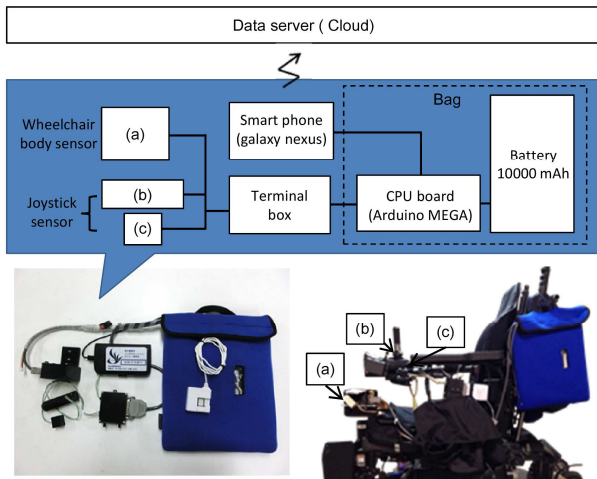 Data server ( Cloud)
Bag
Wheelchair
body sensor
(a)
Smart phone
(galaxy nexus)
Battery
10000 mAh
Joystick
sensor
(b)
(c)
Terminal
box
CPU board
(Arduino MEGA)
(b)
(c)
(a)